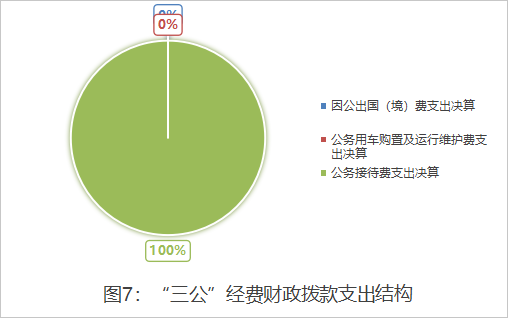 0%
0%
因公出国（境）费支出决算
公务用车购置及运行维护费支
出决算
公务接待费支出决算
100%
图7：“三公”经费财政拨款支出结构